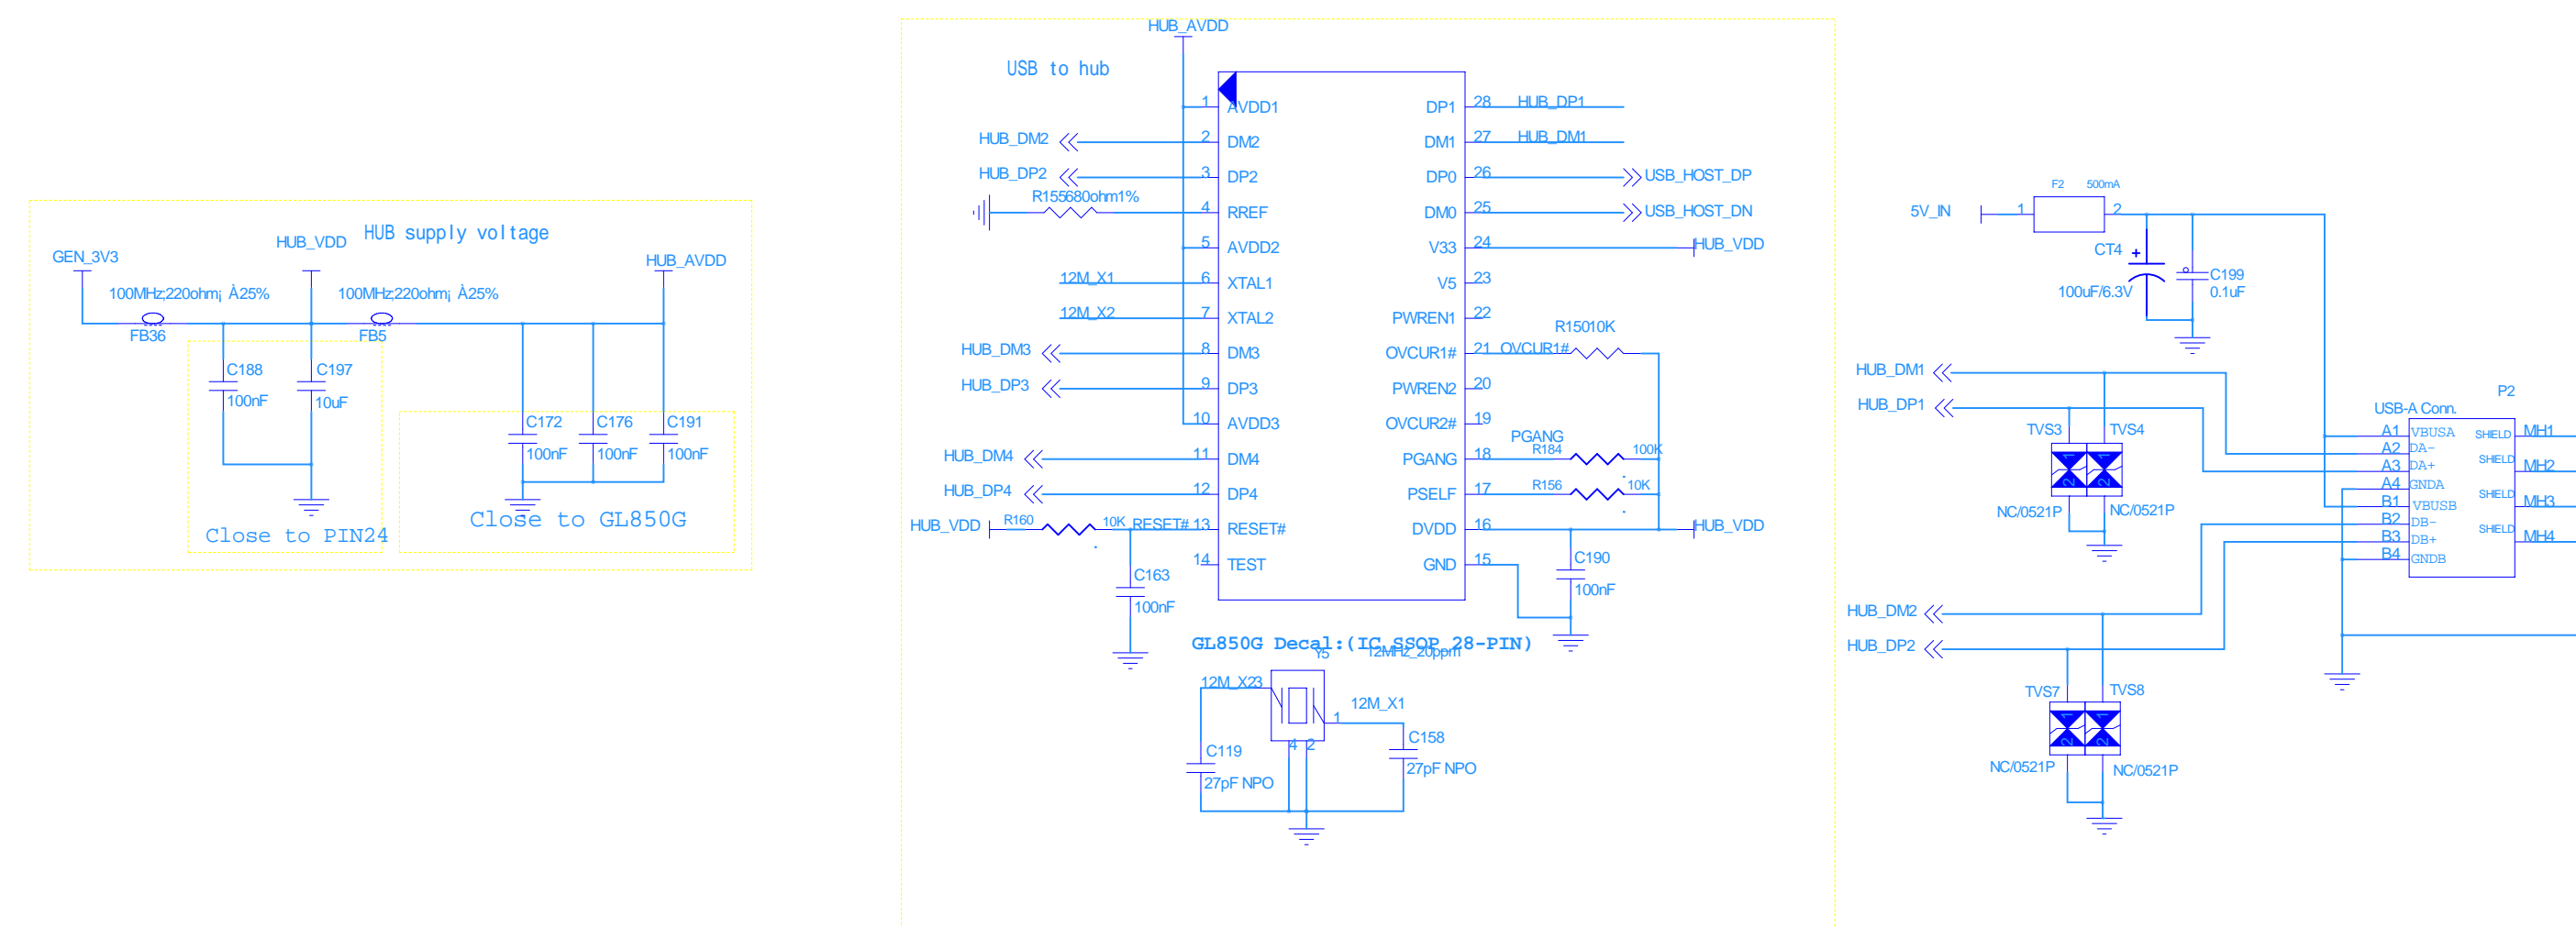 HUB supply voltage
GEN_3V3
HUB_VDD
HUB_AVDD
100MHz;220ohm¡ À25%
100MHz;220ohm¡ À25%
FB36
FB5
C188
100nF
C197
10uF
C172
100nF
C176
100nF
C191
100nF
Close to PIN24
Close to GL850G
HUB_AVDD
USB to hub
1 AVDD1
HUB_DM2 2 DM2
HUB_DP2 3 DP2
R155680ohm1% 4 RREF
5 AVDD2
12M_X1 6 XTAL1
12M_X2 7 XTAL2
HUB_DM3 8 DM3
HUB_DP3 9 DP3
10 AVDD3
HUB_DM4 11 DM4
HUB_DP4 12 DP4
HUB_VDD R160 10K RESET# 13 RESET#
14 TEST
C163
100nF
DP1 28 HUB_DP1
DM1 27 HUB_DM1
DP0 26 USB_HOST_DP
DM0 25 USB_HOST_DN
V33 24 HUB_VDD
V5 23
PWREN1 22
R15010K
OVCUR1# 21 OVCUR1#
PWREN2 20
OVCUR2# 19
PGANG
R184 100K
PGANG 18
R156 10K
PSELF 17
DVDD 16 HUB_VDD
GND 15
C190
100nF
GL850G Decal:(IC_SSOP_28-PIN)
Y5 12MHz_20ppm
12M_X2 3
12M_X1
1
4 2
C119
27pF NPO
C158
27pF NPO
F2 500mA
5V_IN 1 2
CT4
+
100uF/6.3V
C199
0.1uF
HUB_DM1
HUB_DP1
TVS3
TVS4
1 1
2 2
NC/0521P
NC/0521P
HUB_DM2
HUB_DP2
TVS7
TVS8
1 1
2 2
NC/0521P
NC/0521P
P2
USB-A Conn.
A1 VBUSA SHIELD MH1
A2 DA-
A3 DA+ SHIELD MH2
A4 GNDA
B1 VBUSB SHIELD MH3
B2 DB-
B3 DB+ SHIELD MH4
B4 GNDB